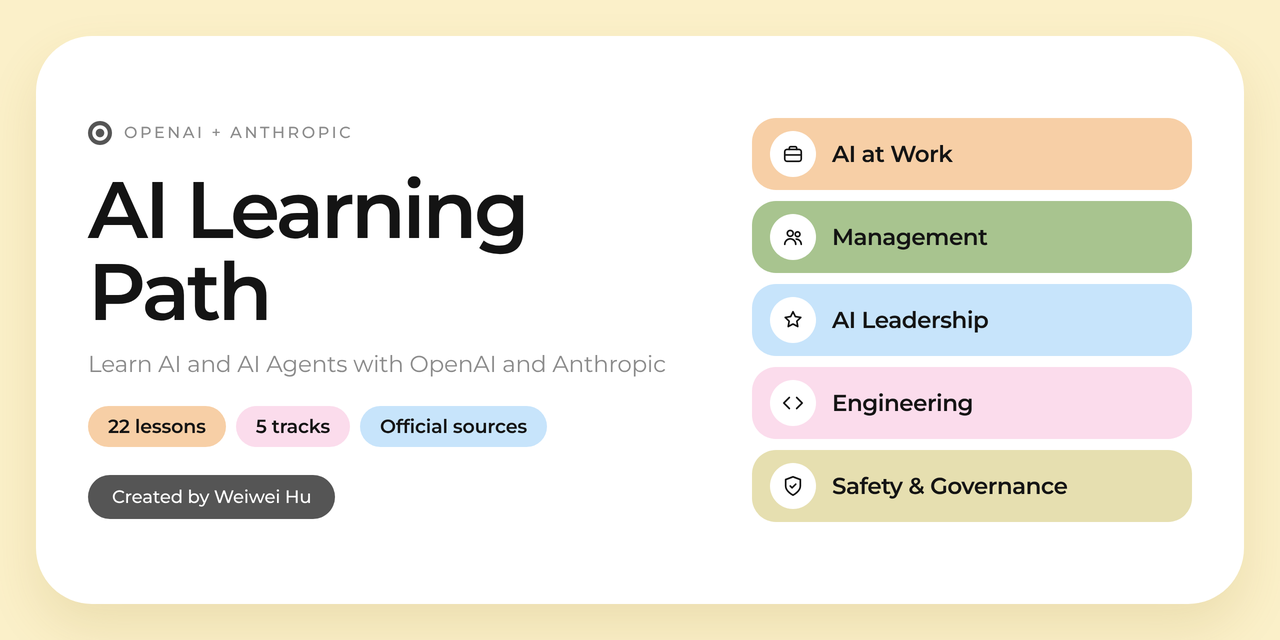 OPENAI + ANTHROPIC
AI Learning
Path
Learn AI and AI Agents with OpenAI and Anthropic
22 lessons
5 tracks
Official sources
Created by Weiwei Hu
AI at Work
Management
AI Leadership
Engineering
Safety & Governance